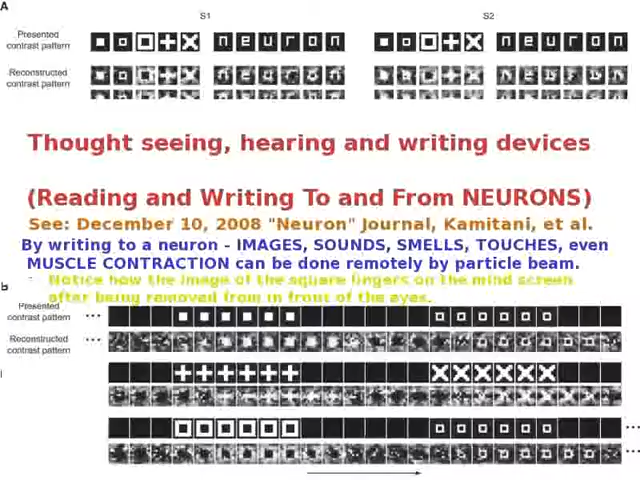 A
S1 S2
Presented
contrast pattern
neuron neuron
Reconstructed
contrast pattern
neuron neuron
Thought seeing, hearing and writing devices
(Reading and Writing To and From NEURONS)
See: December 10, 2008 "Neuron" Journal, Kamitani, et al.
By writing to a neuron - IMAGES, SOUNDS, SMELLS, TOUCHES, even
MUSCLE CONTRACTION can be done remotely by particle beam.
Notice how the image of the square lingers on the mind screen
after being removed from in front of the eyes.
B
Presented
contrast pattern
...
Reconstructed
contrast pattern
...
...
...